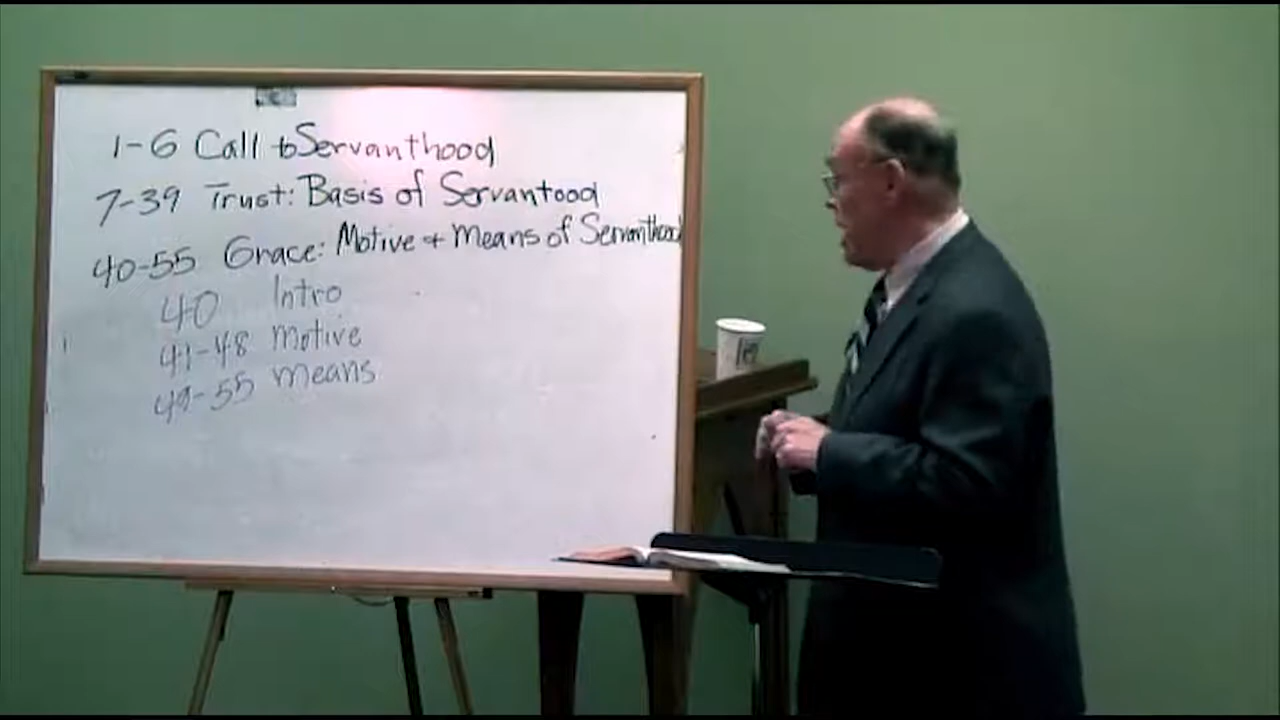 1-6 Call to Servanthood
7-39 Trust: Basis of Servantood
40-55 Grace: Motive + Means of Servanthood
40 Intro
41-48 Motive
49-55 Means